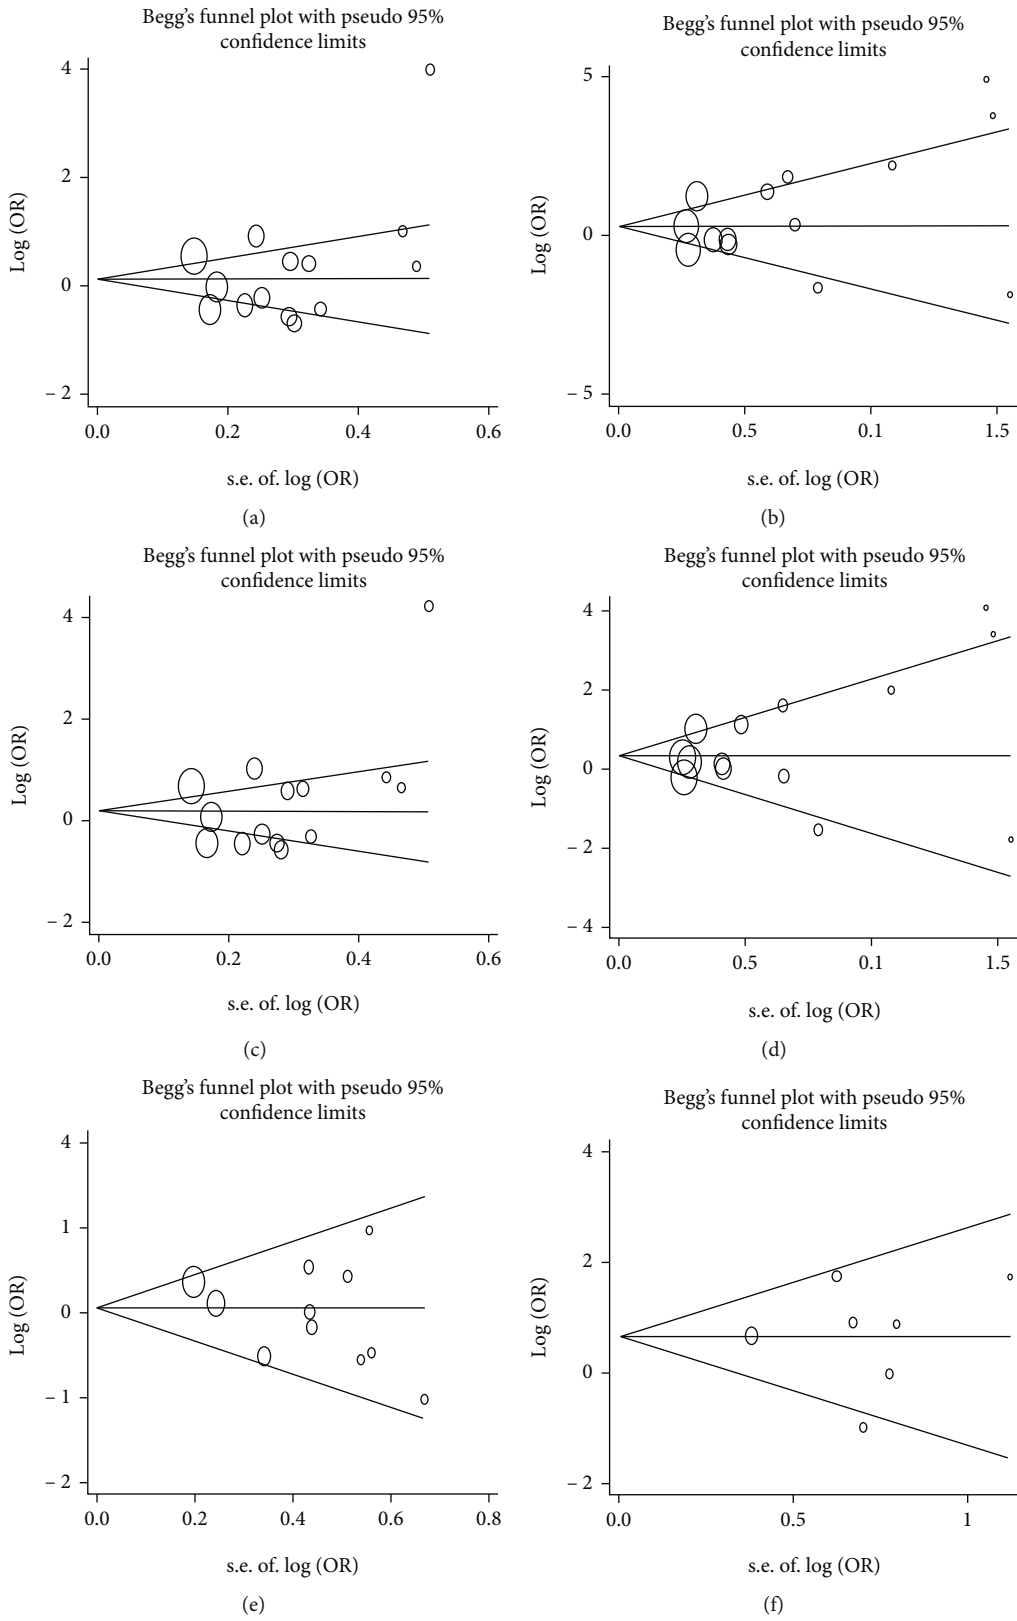 Begg's funnel plot with pseudo 95%
confidence limits
4
2
0
– 2
Log (OR)
0.0 0.2 0.4 0.6
s.e. of. log (OR)
(a)
Begg's funnel plot with pseudo 95%
confidence limits
5
0
– 5
Log (OR)
0.0 0.5 0.1 1.5
s.e. of. log (OR)
(b)
Begg's funnel plot with pseudo 95%
confidence limits
4
2
0
– 2
Log (OR)
0.0 0.2 0.4 0.6
s.e. of. log (OR)
(c)
Begg's funnel plot with pseudo 95%
confidence limits
4
2
0
– 2
– 4
Log (OR)
0.0 0.5 0.1 1.5
s.e. of. log (OR)
(d)
Begg's funnel plot with pseudo 95%
confidence limits
4
1
0
– 1
– 2
Log (OR)
0.0 0.2 0.4 0.6 0.8
s.e. of. log (OR)
(e)
Begg's funnel plot with pseudo 95%
confidence limits
4
2
0
– 2
Log (OR)
0.0 0.5 1
s.e. of. log (OR)
(f)